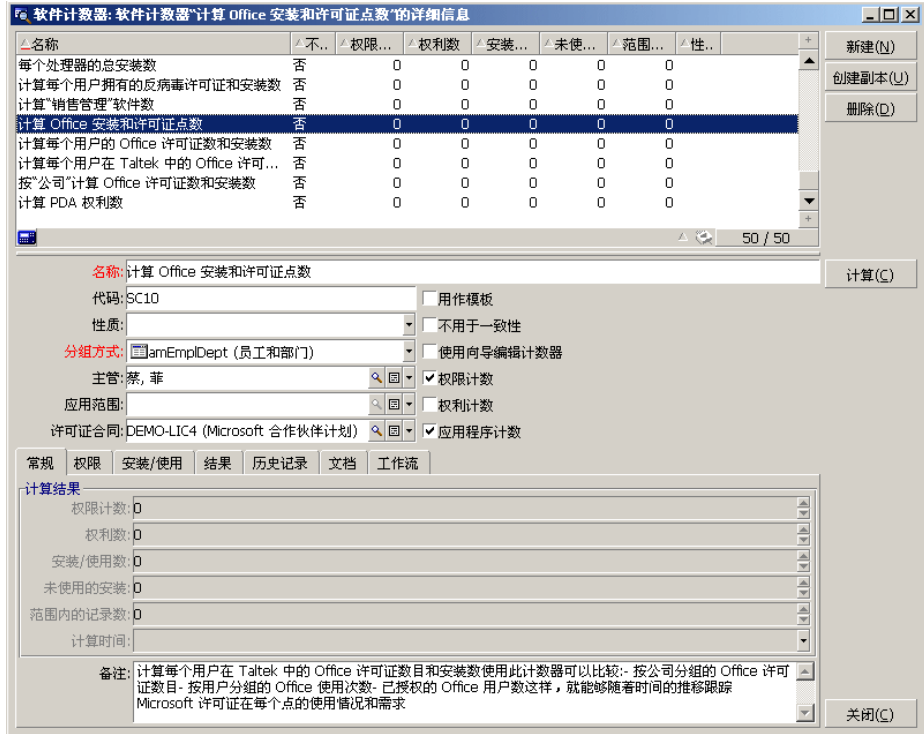 软件计数器: 软件计数器“计算 Office 安装和许可证点数”的详细信息
名称 不.. 权限... 权利数 安装... 未使... 范围... 性..
每个处理器的总安装数 否 0 0 0 0 0
计算每个用户拥有的反病毒许可证和安装数 否 0 0 0 0 0
计算“销售管理”软件数 否 0 0 0 0 0
计算 Office 安装和许可证点数 否 0 0 0 0 0
计算每个用户的 Office 许可证数和安装数 否 0 0 0 0 0
计算每个用户在 Taltek 中的 Office 许可... 否 0 0 0 0 0
按“公司”计算 Office 许可证数和安装数 否 0 0 0 0 0
计算 PDA 权利数 否 0 0 0 0 0
50 / 50
新建(N)
创建副本(U)
删除(D)
名称: 计算 Office 安装和许可证点数
计算(C)
代码: SC10
用作模板
性质:
不用于一致性
分组方式: amEmplDept (员工和部门)
使用向导编辑计数器
主管: 蔡, 菲
权限计数
应用范围:
权利计数
许可证合同: DEMO-LIC4 (Microsoft 合作伙伴计划)
应用程序计数
常规 权限 安装/使用 结果 历史记录 文档 工作流
计算结果
权限计数: 0
权利数: 0
安装/使用数: 0
未使用的安装: 0
范围内的记录数: 0
计算时间:
备注: 计算每个用户在 Taltek 中的 Office 许可证数目和安装数使用此计数器可以比较:- 按公司分组的 Office 许可
证数目- 按用户分组的 Office 使用次数- 已授权的 Office 用户数这样，就能够随着时间的推移跟踪
Microsoft 许可证在每个点的使用情况和需求
关闭(C)